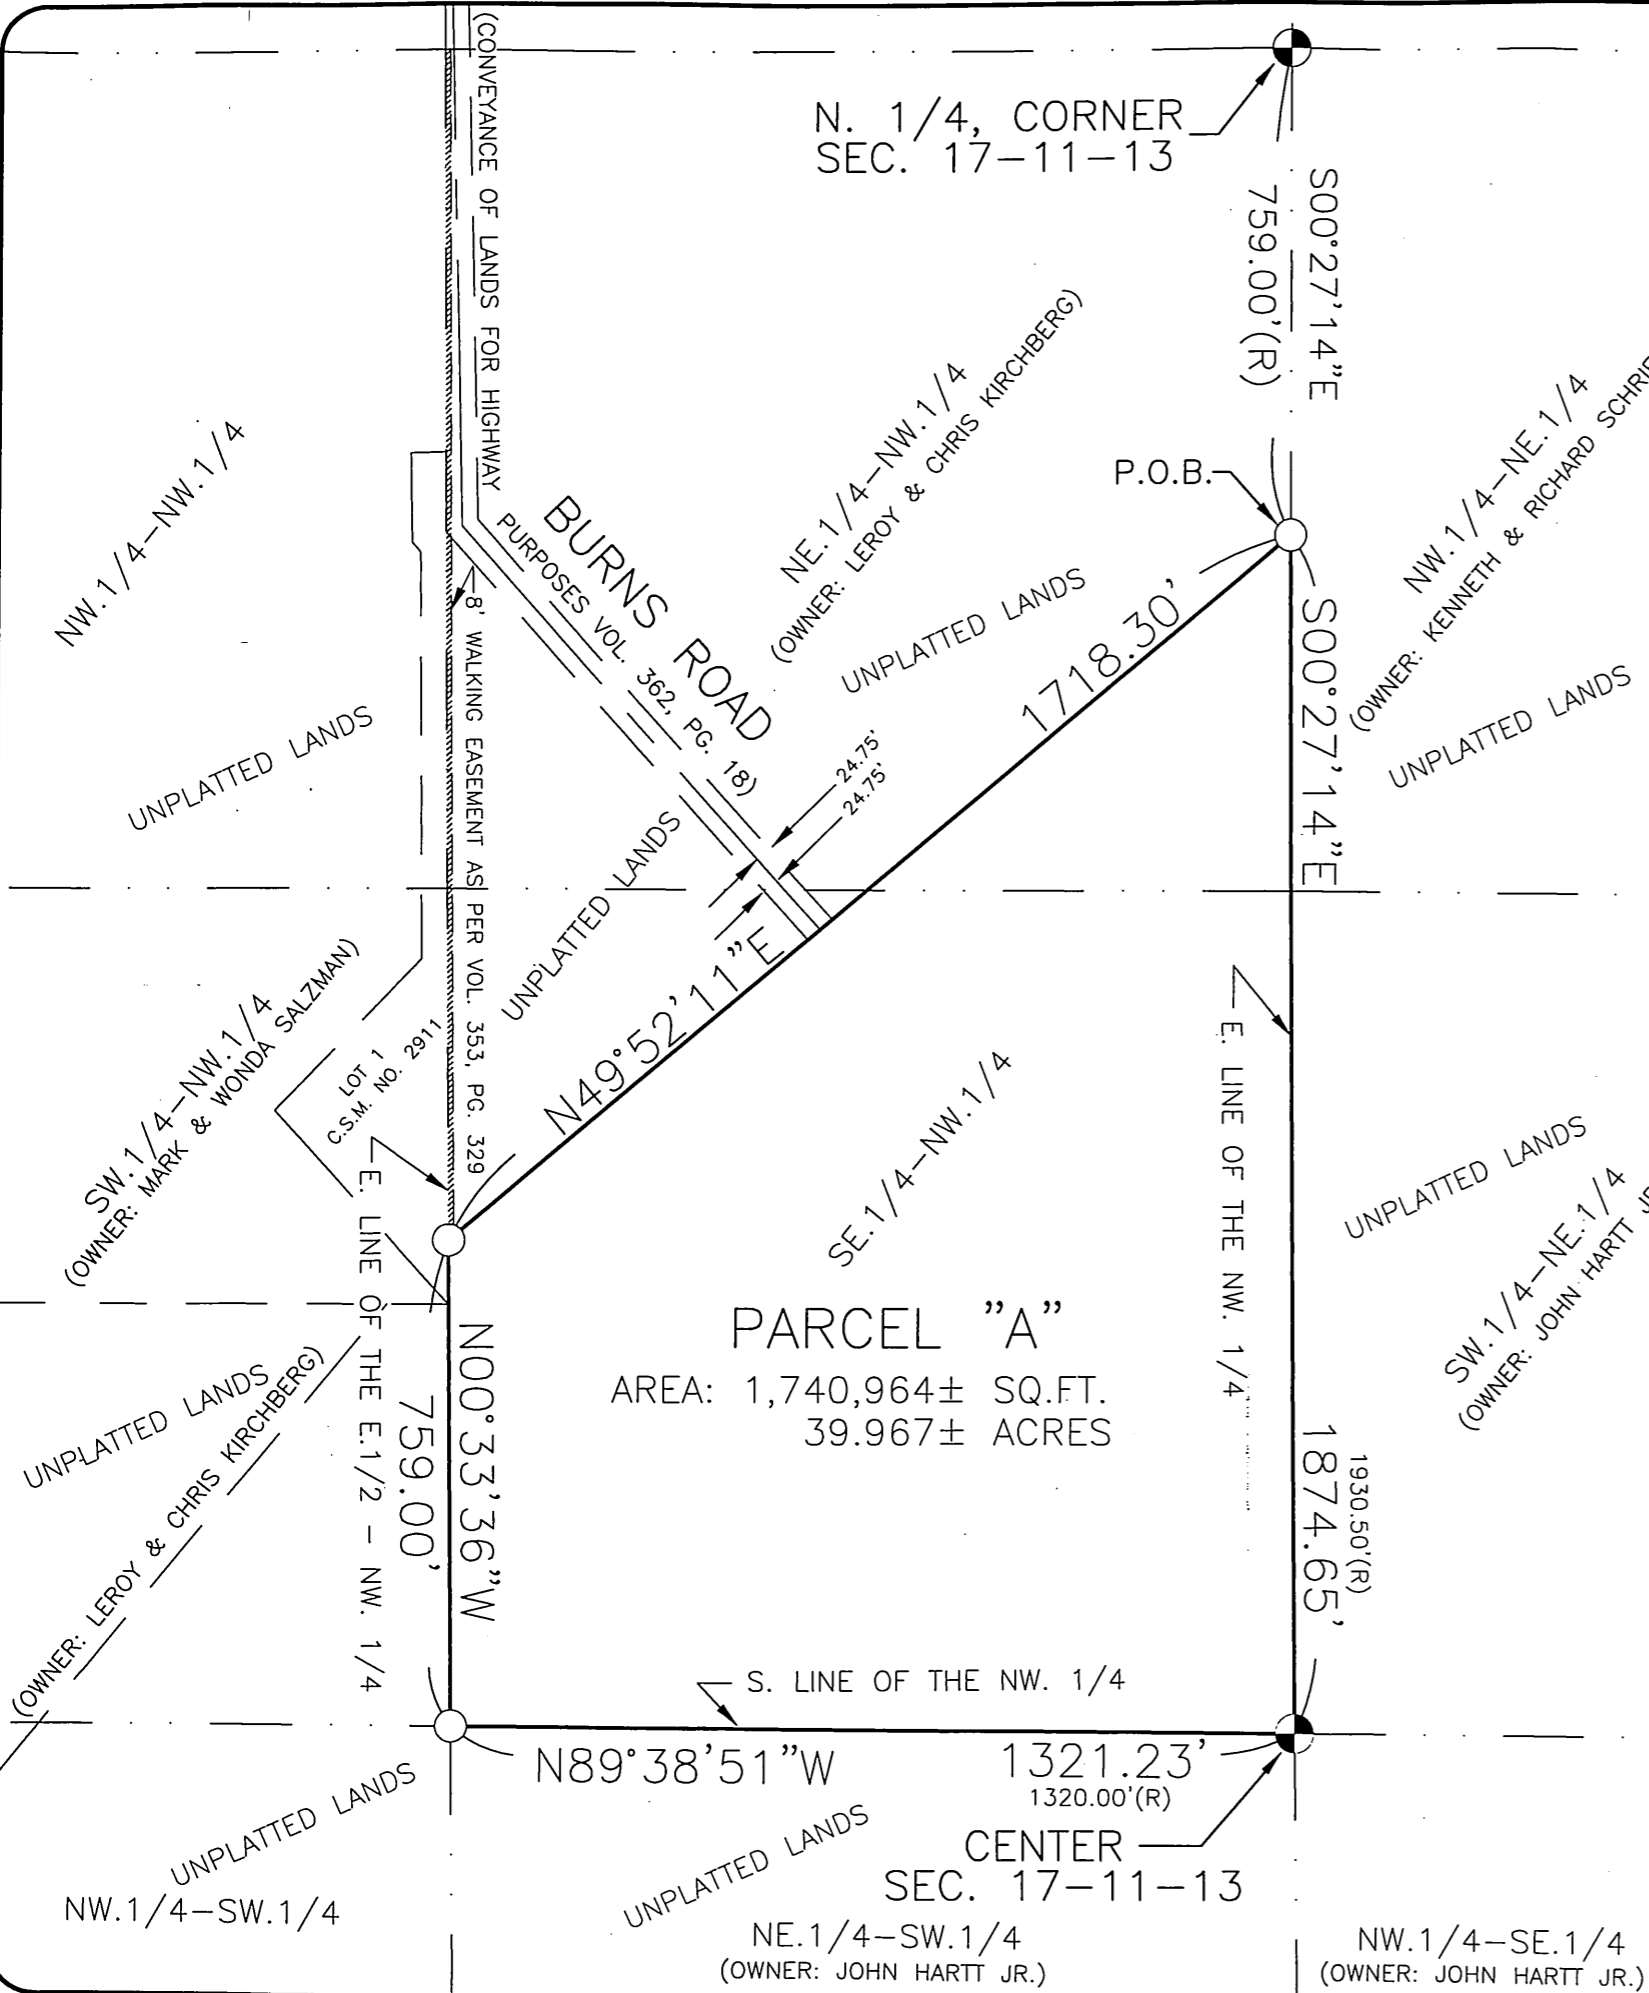 (CONVEYANCE OF LANDS FOR HIGHWAY
PURPOSES VOL. 362, PG. 18)
N. 1/4, CORNER
SEC. 17-11-13
S00°27'14"E
759.00'(R)
NW.1/4-NW.1/4
UNPLATTED LANDS
BURNS ROAD
NE.1/4-NW.1/4
(OWNER: LEROY & CHRIS KIRCHBERG)
UNPLATTED LANDS
P.O.B.
NW.1/4-NE.1/4
(OWNER: KENNETH & RICHARD
UNPLATTED LANDS
8' WALKING EASEMENT AS PER VOL. 353, PG. 329
24.75'
24.75'
1718.30'
N49°52'11"E
S00°27'14"E
UNPLATTED LANDS
SW.1/4-NW.1/4
(OWNER: MARK & WONDA SALZMAN)
LOT 1
C.S.M. NO. 2911
E. LINE OF THE E.1/2 - NW. 1/4
SE.1/4-NW.1/4
E. LINE OF THE NW. 1/4
UNPLATTED LANDS
SW.1/4-NE.1/4
(OWNER: JOHN HARTT
PARCEL "A"
AREA: 1,740,964± SQ.FT.
39.967± ACRES
UNPLATTED LANDS
(OWNER: LEROY & CHRIS KIRCHBERG)
N00°33'36"W
759.00'
1930.50'(R)
1874.65'
S. LINE OF THE NW. 1/4
N89°38'51"W
1321.23'
1320.00'(R)
CENTER
SEC. 17-11-13
UNPLATTED LANDS
NW.1/4-SW.1/4
UNPLATTED LANDS
NE.1/4-SW.1/4
(OWNER: JOHN HARTT JR.)
NW.1/4-SE.1/4
(OWNER: JOHN HARTT JR.)